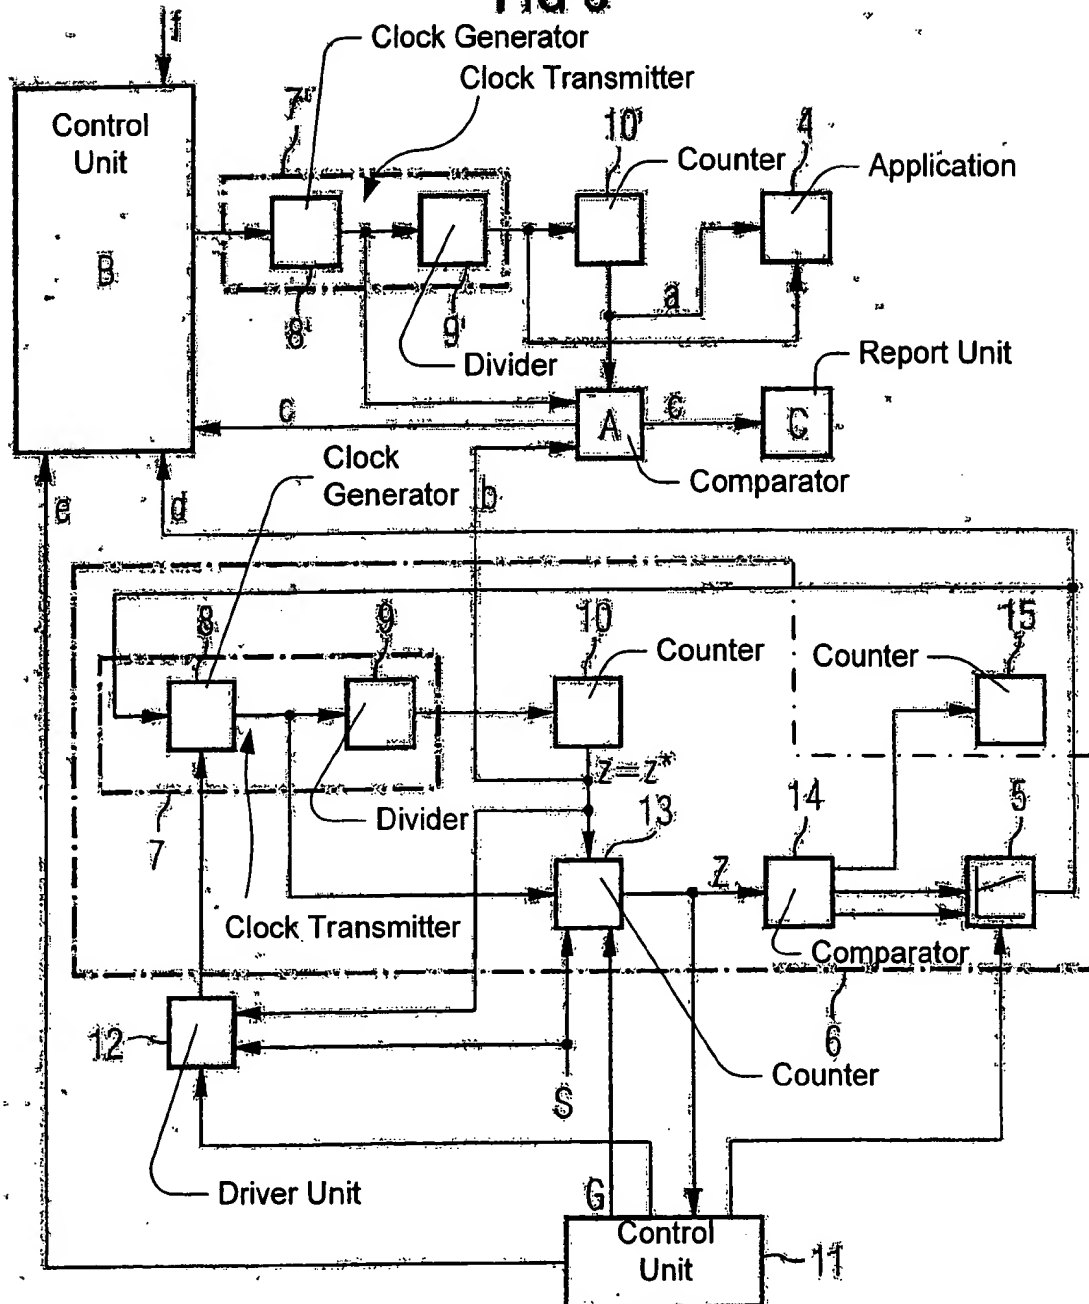 f
Clock Generator
Clock Transmitter
Control
Unit
B
7'
10'
4
Counter
Application
8'
9'
a
Divider
Report Unit
c
A
c
C
Comparator
Clock
Generator
b
e
d
8
9
10
15
Counter
Counter
z=z*
7
Divider
13
14
5
Z
Clock Transmitter
Comparator
12
6
Counter
S
Driver Unit
G
Control
Unit
11